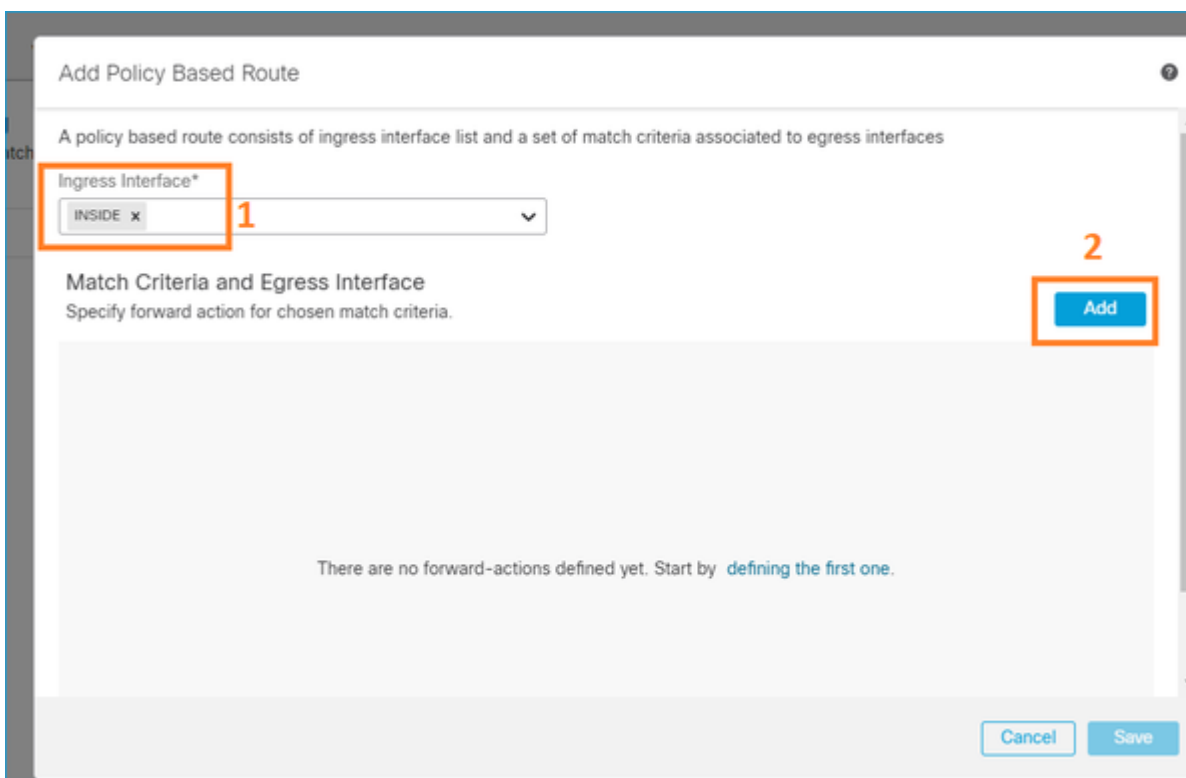 Add Policy Based Route
A policy based route consists of ingress interface list and a set of match criteria associated to egress interfaces
atch
Ingress Interface*
INSIDE x
1
2
Match Criteria and Egress Interface
Specify forward action for chosen match criteria.
Add
There are no forward-actions defined yet. Start by defining the first one.
Cancel
Save